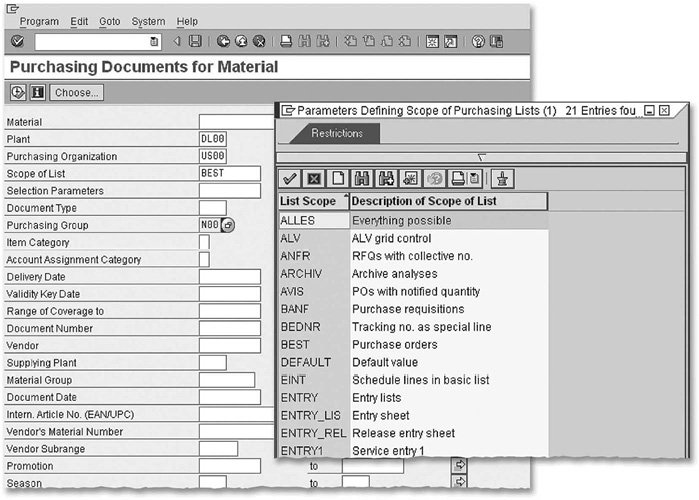 Program Edit Goto System Help
Purchasing Documents for Material
Choose...
Material
Plant DL00
Purchasing Organization US00
Scope of List BEST
Selection Parameters
Document Type
Purchasing Group N00
Item Category
Account Assignment Category
Delivery Date
Validity Key Date
Range of Coverage to
Document Number
Vendor
Supplying Plant
Material Group
Document Date
Intern. Article No. (EAN/UPC)
Vendor's Material Number
Vendor Subrange
Promotion to
Season to
Parameters Defining Scope of Purchasing Lists (1) 21 Entries fou
Restrictions
List Scope Description of Scope of List
ALLES Everything possible
ALV ALV grid control
ANFR RFQs with collective no.
ARCHIV Archive analyses
AVIS POs with notified quantity
BANF Purchase requisitions
BEDNR Tracking no. as special line
BEST Purchase orders
DEFAULT Default value
EINT Schedule lines in basic list
ENTRY Entry lists
ENTRY_LIS Entry sheet
ENTRY_REL Release entry sheet
ENTRY1 Service entry 1